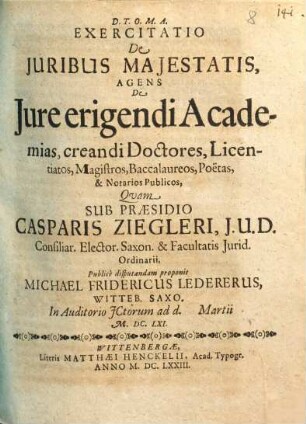 8 141
D. T. O. M. A.
EXERCITATIO
De
JURIBUS MAJESTATIS,
AGENS
De
Jure erigendi Acade-
mias, creandi Doctores, Licen-
tiatos, Magistros, Baccalaureos, Poëtas,
& Notarios Publicos,
Quam
SUB PRÆSIDIO
CASPARIS ZIEGLERI, J.U.D.
Consiliar. Elector. Saxon. & Facultatis Jurid.
Ordinarii,
Publicè disputandam proponit
MICHAEL FRIDERICUS LEDERERUS,
WITTEB. SAXO.
In Auditorio JCtorum ad d. Martii
M. DC. LXI.
WITTENBERGÆ,
Literis MATTHÆI HENCKELII, Acad. Typogr.
ANNO M. DC. LXXIII.